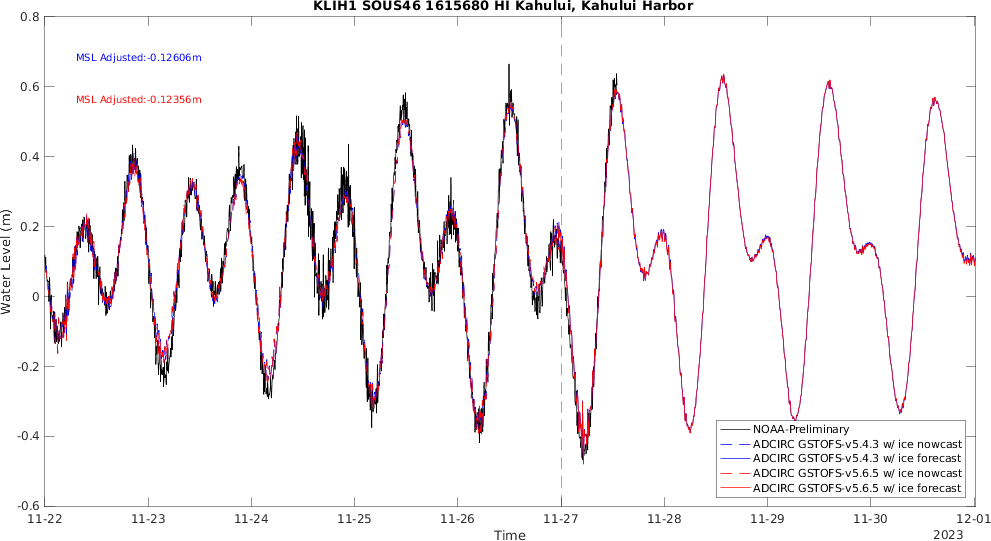 KLIH1 SOUS46 1615680 HI Kahului, Kahului Harbor
MSL Adjusted:-0.12606m
MSL Adjusted:-0.12356m
0.8
0.6
0.4
0.2
0
-0.2
-0.4
-0.6
Water Level (m)
NOAA-Preliminary
ADCIRC GSTOFS-v5.4.3 w/ ice nowcast
ADCIRC GSTOFS-v5.4.3 w/ ice forecast
ADCIRC GSTOFS-v5.6.5 w/ ice nowcast
ADCIRC GSTOFS-v5.6.5 w/ ice forecast
11-22 11-23 11-24 11-25 11-26 11-27 11-28 11-29 11-30 12-01
Time
2023